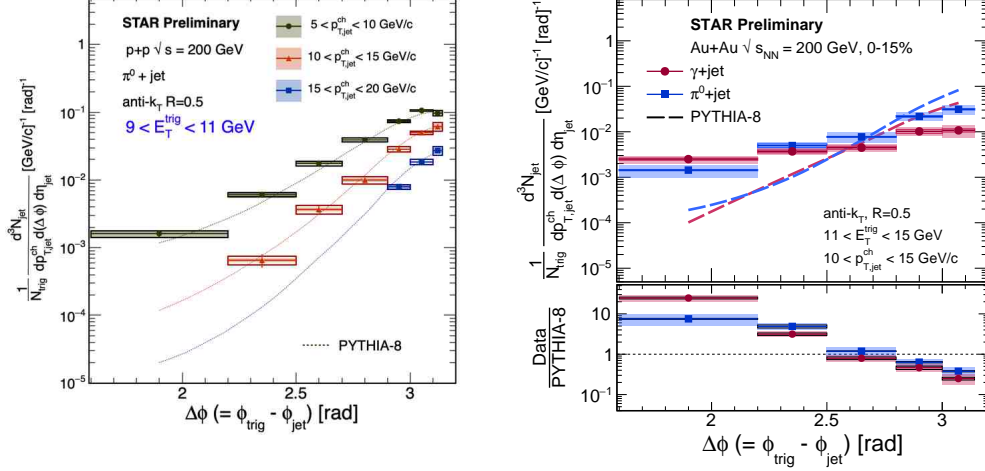 STAR Preliminary
p+p √ s = 200 GeV
π⁰ + jet
anti-k_T R=0.5
9 < E_T^trig < 11 GeV
5 < p_T,jet^ch < 10 GeV/c
10 < p_T,jet^ch < 15 GeV/c
15 < p_T,jet^ch < 20 GeV/c
PYTHIA-8
1/N_trig d³N_jet/dp_T,jet^ch d(Δ φ) dη_jet [GeV/c]⁻¹ [rad]⁻¹
10⁻¹
10⁻²
10⁻³
10⁻⁴
10⁻⁵
1
2
2.5
3
Δϕ (= ϕ_trig - ϕ_jet) [rad]
STAR Preliminary
Au+Au √ s_NN = 200 GeV, 0-15%
γ+jet
π⁰+jet
PYTHIA-8
anti-k_T, R=0.5
11 < E_T^trig < 15 GeV
10 < p_T,jet^ch < 15 GeV/c
1/N_trig d³N_jet/dp_T,jet^ch d(Δ ϕ) dη_jet [GeV/c]⁻¹ [rad]⁻¹
1
10⁻¹
10⁻²
10⁻³
10⁻⁴
10⁻⁵
Data/PYTHIA-8
10
1
10⁻¹
2
2.5
3
Δϕ (= ϕ_trig - ϕ_jet) [rad]